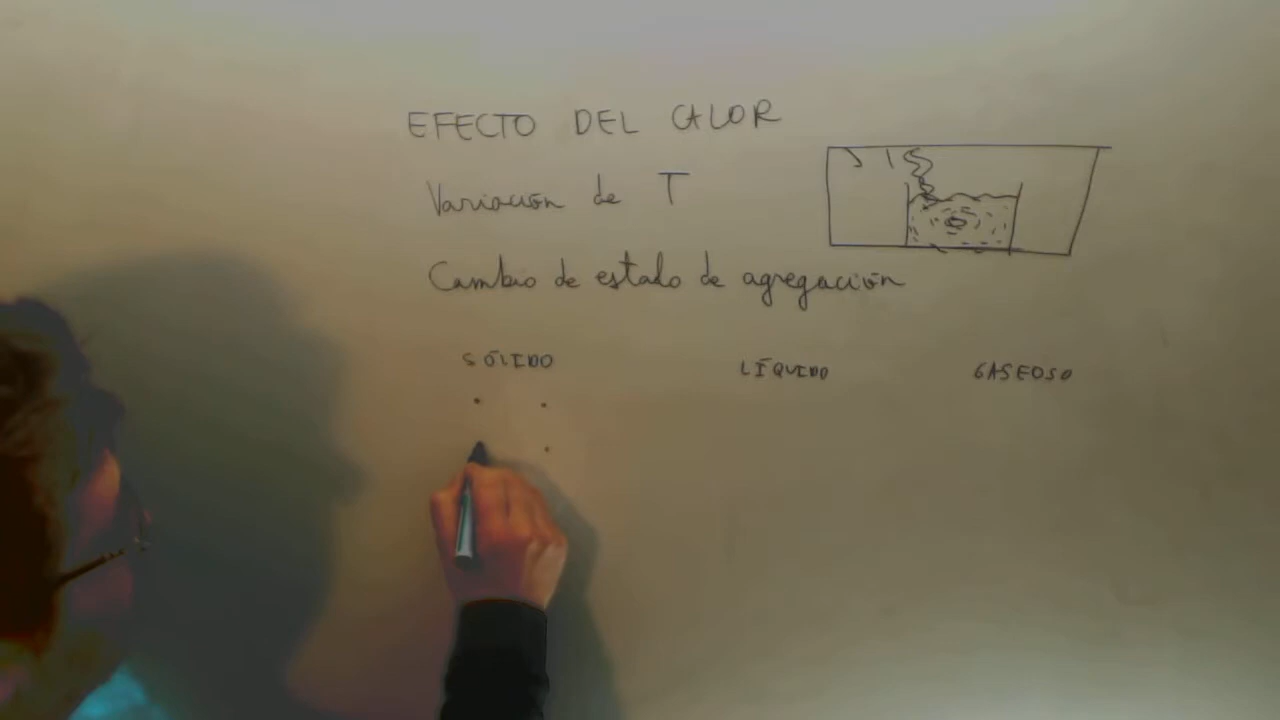 EFECTO DEL CALOR
Variación de T
Cambio de estado de agregación
SÓLIDO LÍQUIDO GASEOSO